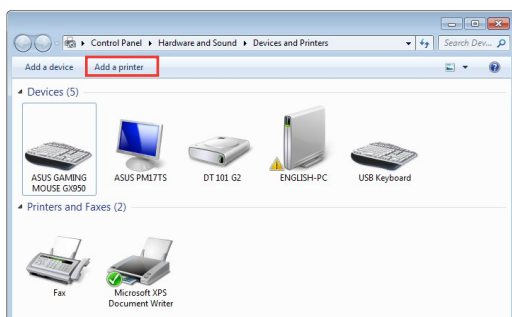 Control Panel ▸ Hardware and Sound ▸ Devices and Printers
Search Dev...
Add a device
Add a printer
Devices (5)
ASUS GAMING
MOUSE GX950
ASUS PM17TS
DT 101 G2
ENGLISH-PC
USB Keyboard
Printers and Faxes (2)
Fax
Microsoft XPS
Document Writer